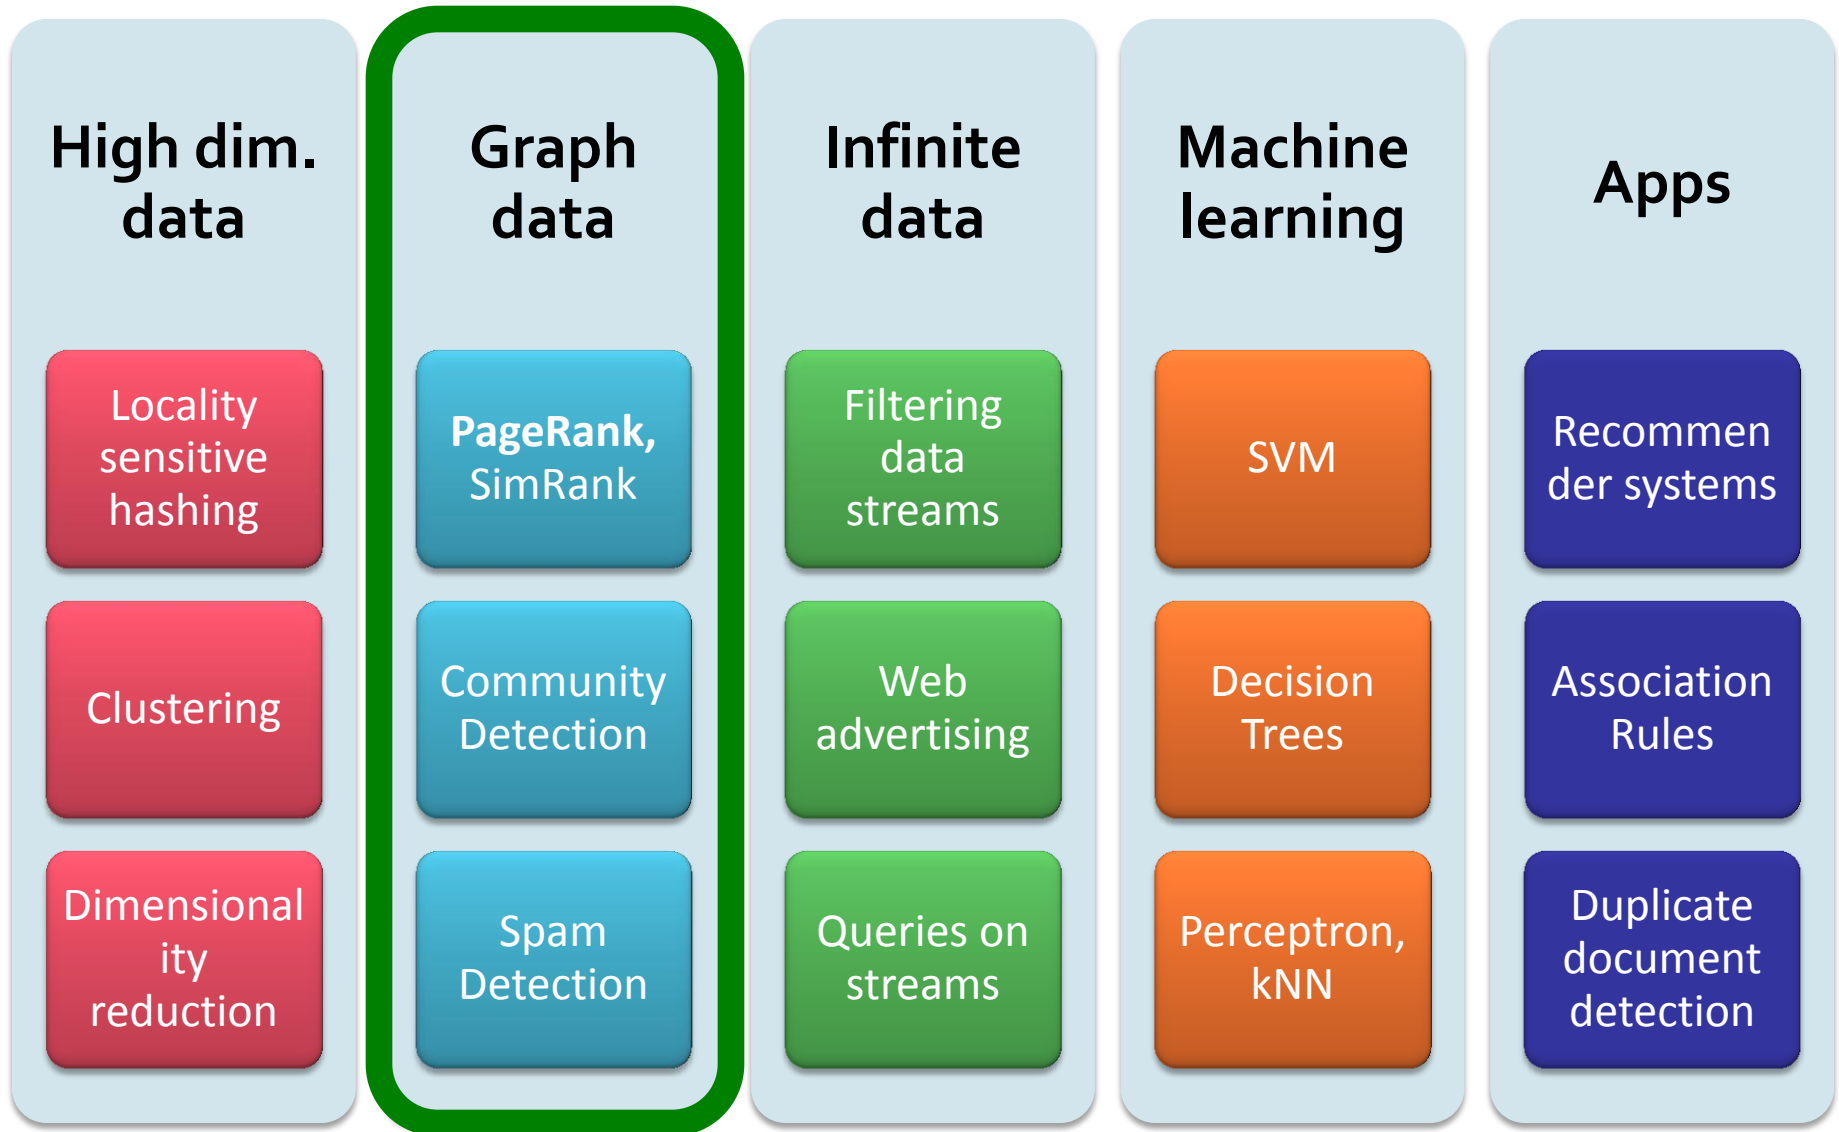 High dim.
data
Locality
sensitive
hashing
Clustering
Dimensional
ity
reduction
Graph
data
PageRank,
SimRank
Community
Detection
Spam
Detection
Infinite
data
Filtering
data
streams
Web
advertising
Queries on
streams
Machine
learning
SVM
Decision
Trees
Perceptron,
kNN
Apps
Recommen
der systems
Association
Rules
Duplicate
document
detection